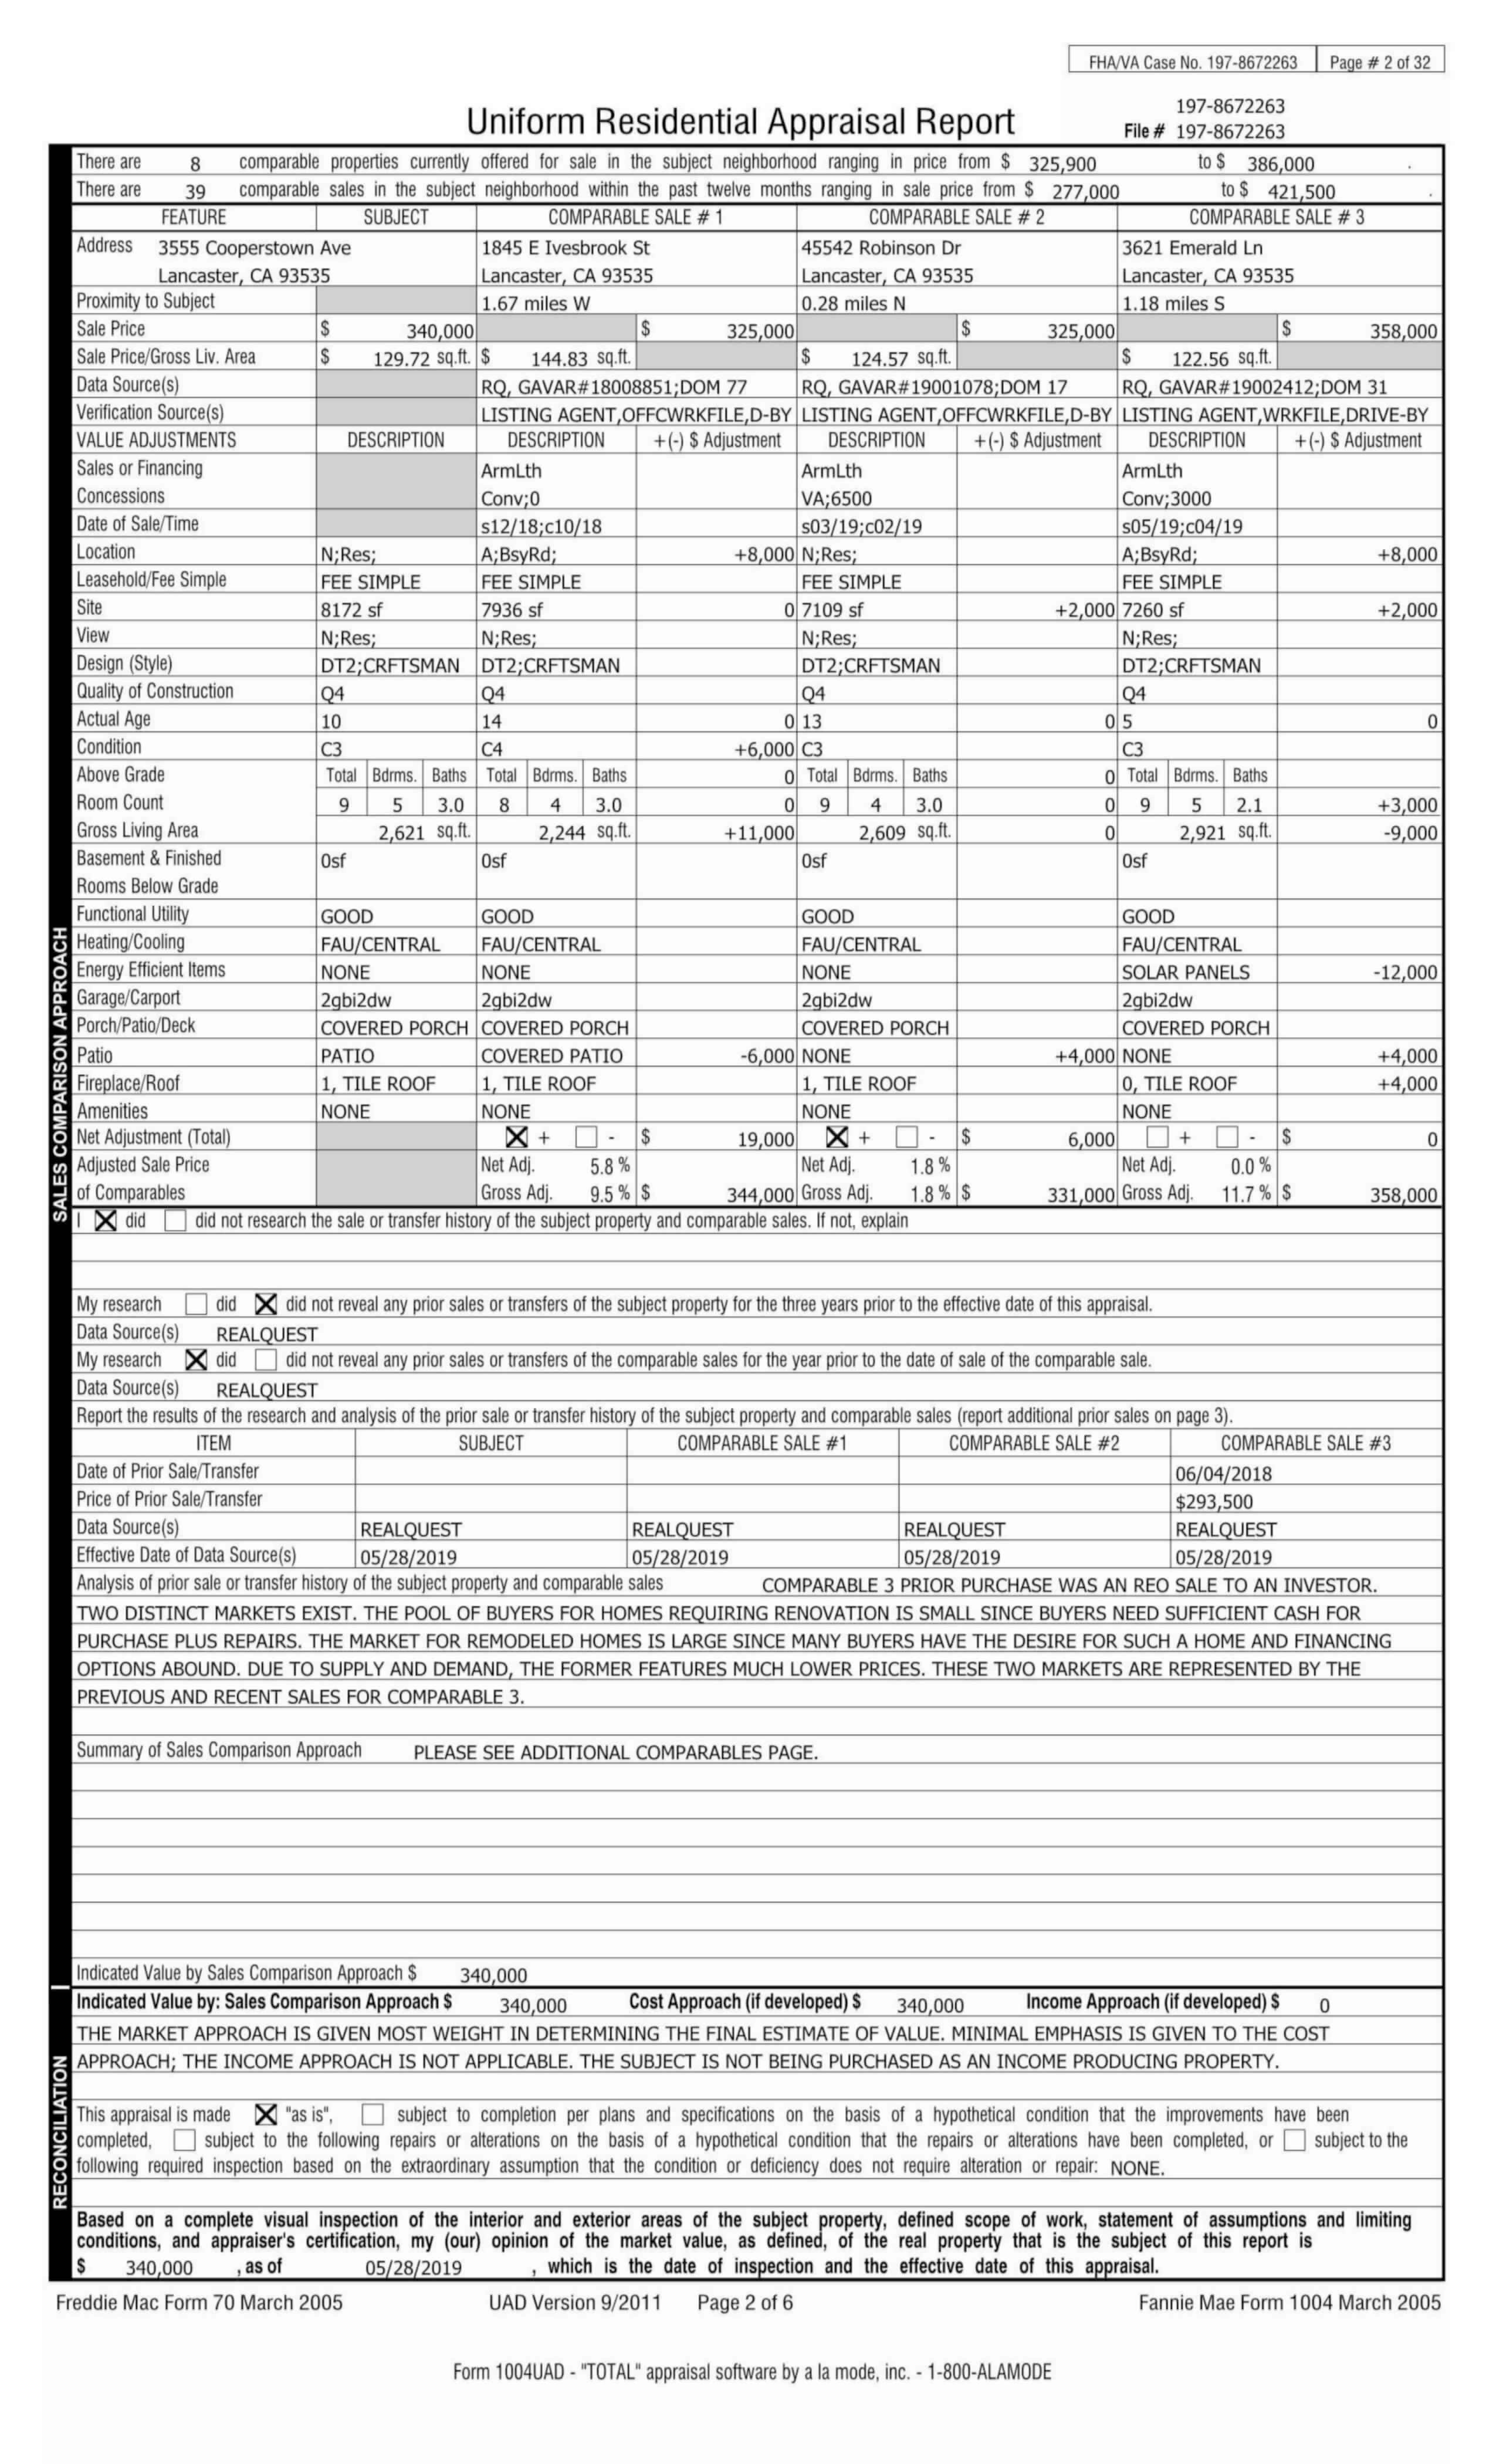 FHA/VA Case No. 197-8672263 Page # 2 of 32
197-8672263
Uniform Residential Appraisal Report File # 197-8672263
There are 8 comparable properties currently offered for sale in the subject neighborhood ranging in price from $ 325,900 to $ 386,000 .
There are 39 comparable sales in the subject neighborhood within the past twelve months ranging in sale price from $ 277,000 to $ 421,500 .
FEATURE SUBJECT COMPARABLE SALE # 1 COMPARABLE SALE # 2 COMPARABLE SALE # 3
Address 3555 Cooperstown Ave 1845 E Ivesbrook St 45542 Robinson Dr 3621 Emerald Ln
Lancaster, CA 93535 Lancaster, CA 93535 Lancaster, CA 93535 Lancaster, CA 93535
Proximity to Subject 1.67 miles W 0.28 miles N 1.18 miles S
Sale Price $ 340,000 $ 325,000 $ 325,000 $ 358,000
Sale Price/Gross Liv. Area $ 129.72 sq.ft. $ 144.83 sq.ft. $ 124.57 sq.ft. $ 122.56 sq.ft.
Data Source(s) RQ, GAVAR#18008851;DOM 77 RQ, GAVAR#19001078;DOM 17 RQ, GAVAR#19002412;DOM 31
Verification Source(s) LISTING AGENT,OFFCWRKFILE,D-BY LISTING AGENT,OFFCWRKFILE,D-BY LISTING AGENT,WRKFILE,DRIVE-BY
VALUE ADJUSTMENTS DESCRIPTION DESCRIPTION +(-) $ Adjustment DESCRIPTION +(-) $ Adjustment DESCRIPTION +(-) $ Adjustment
Sales or Financing ArmLth ArmLth ArmLth
Concessions Conv;0 VA;6500 Conv;3000
Date of Sale/Time s12/18;c10/18 s03/19;c02/19 s05/19;c04/19
Location N;Res; A;BsyRd; +8,000 N;Res; A;BsyRd; +8,000
Leasehold/Fee Simple FEE SIMPLE FEE SIMPLE FEE SIMPLE FEE SIMPLE
Site 8172 sf 7936 sf 0 7109 sf +2,000 7260 sf +2,000
View N;Res; N;Res; N;Res; N;Res;
Design (Style) DT2;CRFTSMAN DT2;CRFTSMAN DT2;CRFTSMAN DT2;CRFTSMAN
Quality of Construction Q4 Q4 Q4 Q4
Actual Age 10 14 0 13 0 5 0
Condition C3 C4 +6,000 C3 C3
Above Grade Total Bdrms. Baths Total Bdrms. Baths 0 Total Bdrms. Baths 0 Total Bdrms. Baths
Room Count 9 5 3.0 8 4 3.0 0 9 4 3.0 0 9 5 2.1 +3,000
Gross Living Area 2,621 sq.ft. 2,244 sq.ft. +11,000 2,609 sq.ft. 0 2,921 sq.ft. -9,000
Basement & Finished 0sf 0sf 0sf 0sf
Rooms Below Grade
Functional Utility GOOD GOOD GOOD GOOD
Heating/Cooling FAU/CENTRAL FAU/CENTRAL FAU/CENTRAL FAU/CENTRAL
Energy Efficient Items NONE NONE NONE SOLAR PANELS -12,000
Garage/Carport 2gbi2dw 2gbi2dw 2gbi2dw 2gbi2dw
Porch/Patio/Deck COVERED PORCH COVERED PORCH COVERED PORCH COVERED PORCH
Patio PATIO COVERED PATIO -6,000 NONE +4,000 NONE +4,000
Fireplace/Roof 1, TILE ROOF 1, TILE ROOF 1, TILE ROOF 0, TILE ROOF +4,000
Amenities NONE NONE NONE NONE
Net Adjustment (Total) X + - $ 19,000 X + - $ 6,000 + - $ 0
Adjusted Sale Price Net Adj. 5.8 % Net Adj. 1.8 % Net Adj. 0.0 %
of Comparables Gross Adj. 9.5 % $ 344,000 Gross Adj. 1.8 % $ 331,000 Gross Adj. 11.7 % $ 358,000
SALES COMPARISON APPROACH
I X did did not research the sale or transfer history of the subject property and comparable sales. If not, explain
My research did X did not reveal any prior sales or transfers of the subject property for the three years prior to the effective date of this appraisal.
Data Source(s) REALQUEST
My research X did did not reveal any prior sales or transfers of the comparable sales for the year prior to the date of sale of the comparable sale.
Data Source(s) REALQUEST
Report the results of the research and analysis of the prior sale or transfer history of the subject property and comparable sales (report additional prior sales on page 3).
ITEM SUBJECT COMPARABLE SALE #1 COMPARABLE SALE #2 COMPARABLE SALE #3
Date of Prior Sale/Transfer 06/04/2018
Price of Prior Sale/Transfer $293,500
Data Source(s) REALQUEST REALQUEST REALQUEST REALQUEST
Effective Date of Data Source(s) 05/28/2019 05/28/2019 05/28/2019 05/28/2019
Analysis of prior sale or transfer history of the subject property and comparable sales COMPARABLE 3 PRIOR PURCHASE WAS AN REO SALE TO AN INVESTOR.
TWO DISTINCT MARKETS EXIST. THE POOL OF BUYERS FOR HOMES REQUIRING RENOVATION IS SMALL SINCE BUYERS NEED SUFFICIENT CASH FOR
PURCHASE PLUS REPAIRS. THE MARKET FOR REMODELED HOMES IS LARGE SINCE MANY BUYERS HAVE THE DESIRE FOR SUCH A HOME AND FINANCING
OPTIONS ABOUND. DUE TO SUPPLY AND DEMAND, THE FORMER FEATURES MUCH LOWER PRICES. THESE TWO MARKETS ARE REPRESENTED BY THE
PREVIOUS AND RECENT SALES FOR COMPARABLE 3.
Summary of Sales Comparison Approach PLEASE SEE ADDITIONAL COMPARABLES PAGE.
Indicated Value by Sales Comparison Approach $ 340,000
Indicated Value by: Sales Comparison Approach $ 340,000 Cost Approach (if developed) $ 340,000 Income Approach (if developed) $ 0
THE MARKET APPROACH IS GIVEN MOST WEIGHT IN DETERMINING THE FINAL ESTIMATE OF VALUE. MINIMAL EMPHASIS IS GIVEN TO THE COST
APPROACH; THE INCOME APPROACH IS NOT APPLICABLE. THE SUBJECT IS NOT BEING PURCHASED AS AN INCOME PRODUCING PROPERTY.
RECONCILIATION
This appraisal is made X "as is", subject to completion per plans and specifications on the basis of a hypothetical condition that the improvements have been
completed, subject to the following repairs or alterations on the basis of a hypothetical condition that the repairs or alterations have been completed, or subject to the
following required inspection based on the extraordinary assumption that the condition or deficiency does not require alteration or repair: NONE.
Based on a complete visual inspection of the interior and exterior areas of the subject property, defined scope of work, statement of assumptions and limiting
conditions, and appraiser's certification, my (our) opinion of the market value, as defined, of the real property that is the subject of this report is
$ 340,000 , as of 05/28/2019 , which is the date of inspection and the effective date of this appraisal.
Freddie Mac Form 70 March 2005 UAD Version 9/2011 Page 2 of 6 Fannie Mae Form 1004 March 2005
Form 1004UAD - "TOTAL" appraisal software by a la mode, inc. - 1-800-ALAMODE